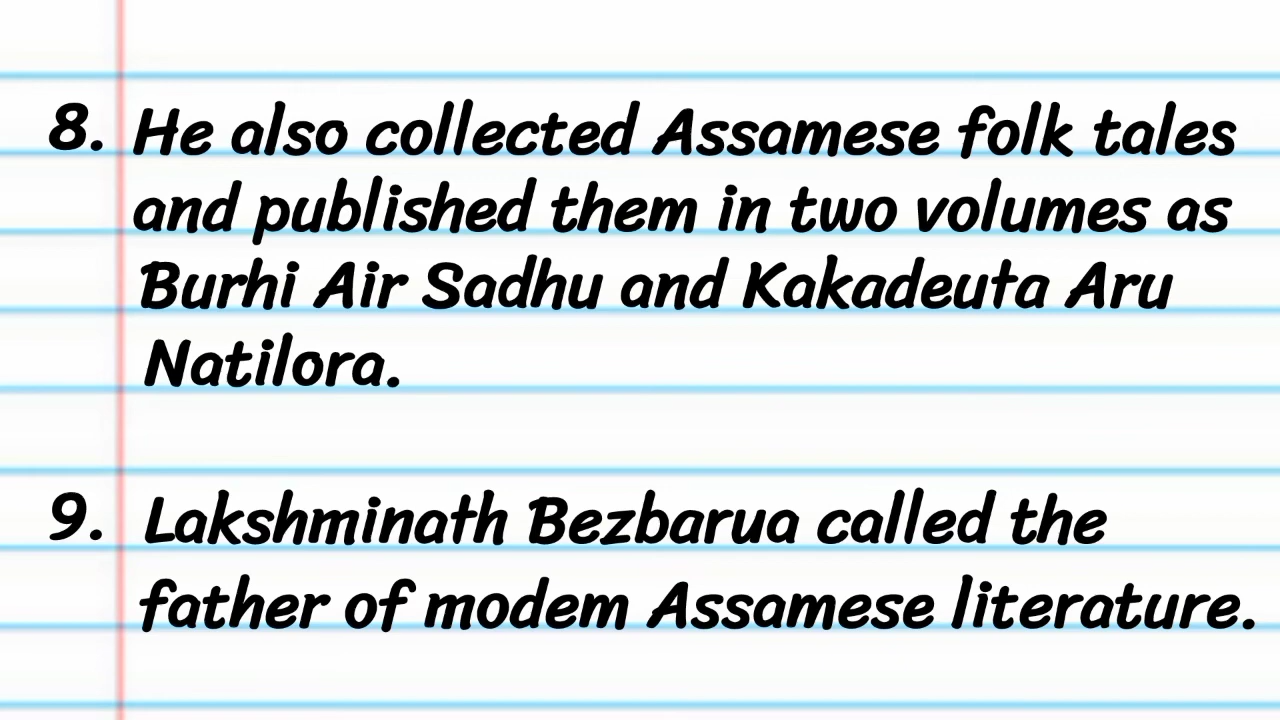 8. He also collected Assamese folk tales
and published them in two volumes as
Burhi Air Sadhu and Kakadeuta Aru
Natilora.
9. Lakshminath Bezbarua called the
father of modem Assamese literature.